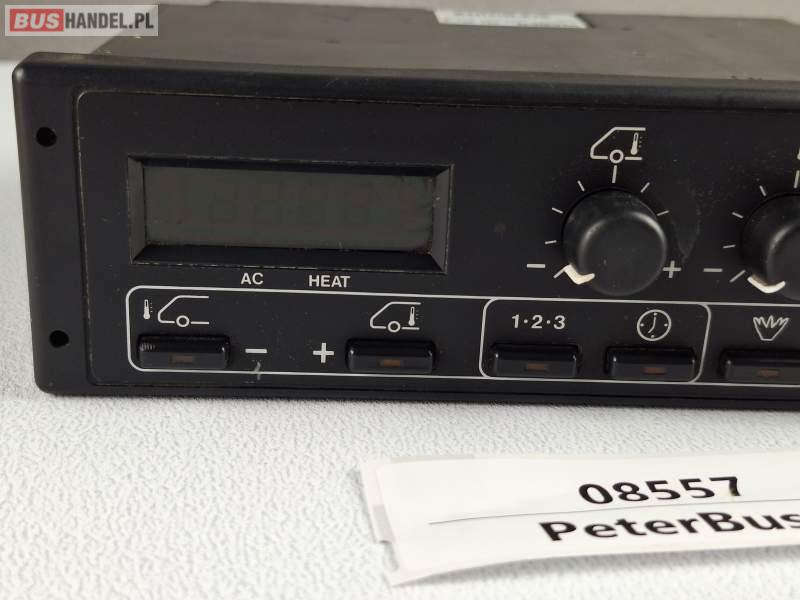 BUSHANDEL.PL
AC HEAT
- +
- + -
1·2·3
08557
PeterBus